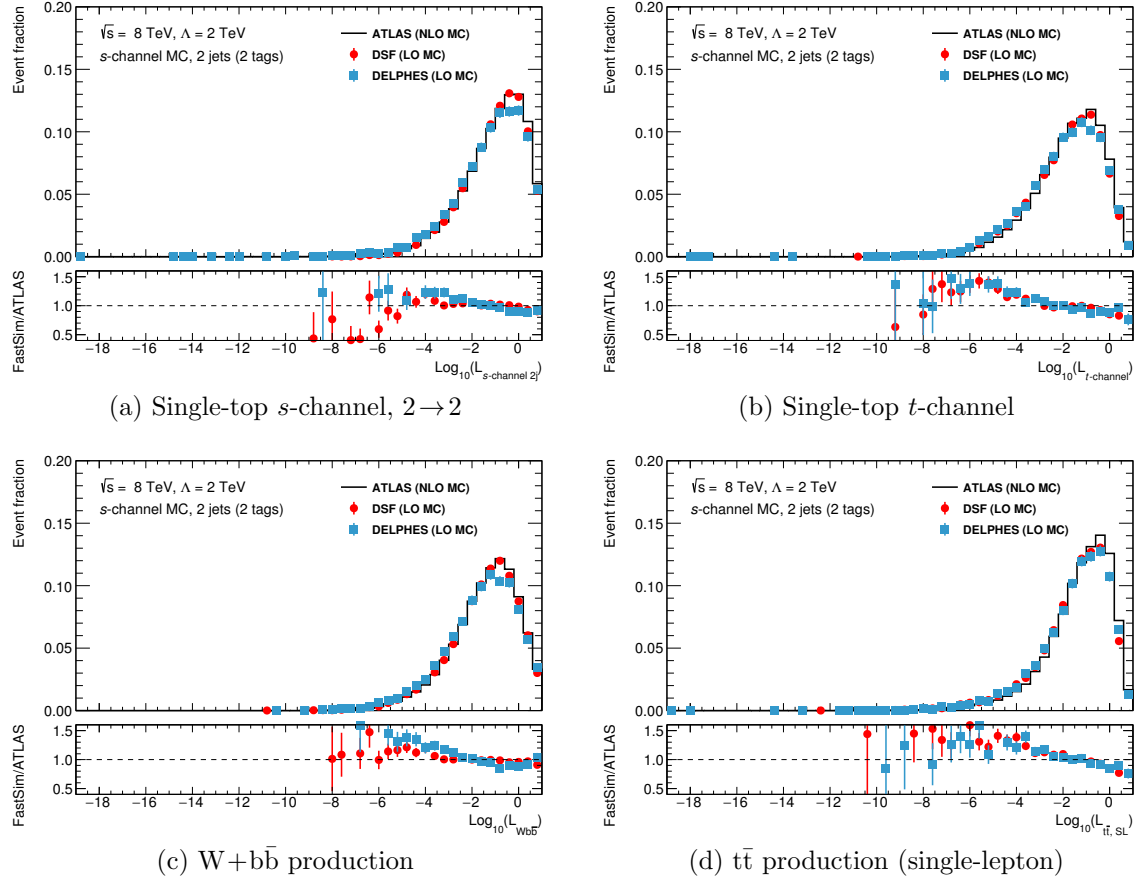 Event fraction
0.20
0.15
0.10
0.05
0.00
√s = 8 TeV, Λ = 2 TeV
s-channel MC, 2 jets (2 tags)
ATLAS (NLO MC)
DSF (LO MC)
DELPHES (LO MC)
FastSim/ATLAS
1.5
1.0
0.5
−18 −16 −14 −12 −10 −8 −6 −4 −2 0
Log10(L s-channel 2j)
(a) Single-top s-channel, 2→2
Event fraction
0.20
0.15
0.10
0.05
0.00
√s = 8 TeV, Λ = 2 TeV
s-channel MC, 2 jets (2 tags)
ATLAS (NLO MC)
DSF (LO MC)
DELPHES (LO MC)
FastSim/ATLAS
1.5
1.0
0.5
−18 −16 −14 −12 −10 −8 −6 −4 −2 0
Log10(L t-channel)
(b) Single-top t-channel
Event fraction
0.20
0.15
0.10
0.05
0.00
√s = 8 TeV, Λ = 2 TeV
s-channel MC, 2 jets (2 tags)
ATLAS (NLO MC)
DSF (LO MC)
DELPHES (LO MC)
FastSim/ATLAS
1.5
1.0
0.5
−18 −16 −14 −12 −10 −8 −6 −4 −2 0
Log10(L Wbb̄)
(c) W+bb̄ production
Event fraction
0.20
0.15
0.10
0.05
0.00
√s = 8 TeV, Λ = 2 TeV
s-channel MC, 2 jets (2 tags)
ATLAS (NLO MC)
DSF (LO MC)
DELPHES (LO MC)
FastSim/ATLAS
1.5
1.0
0.5
−18 −16 −14 −12 −10 −8 −6 −4 −2 0
Log10(L tt̄, SL)
(d) tt̄ production (single-lepton)